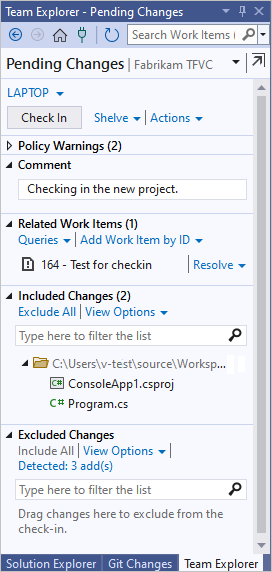 Team Explorer - Pending Changes
Search Work Items (
Pending Changes | Fabrikam TFVC
LAPTOP
Check In Shelve Actions
Policy Warnings (2)
Comment
Checking in the new project.
Related Work Items (1)
Queries Add Work Item by ID
164 - Test for checkin Resolve
Included Changes (2)
Exclude All View Options
Type here to filter the list
C:\Users\v-test\source\Worksp...
C# ConsoleApp1.csproj
C# Program.cs
Excluded Changes
Include All View Options
Detected: 3 add(s)
Type here to filter the list
Drag changes here to exclude from the
check-in.
Solution Explorer Git Changes Team Explorer